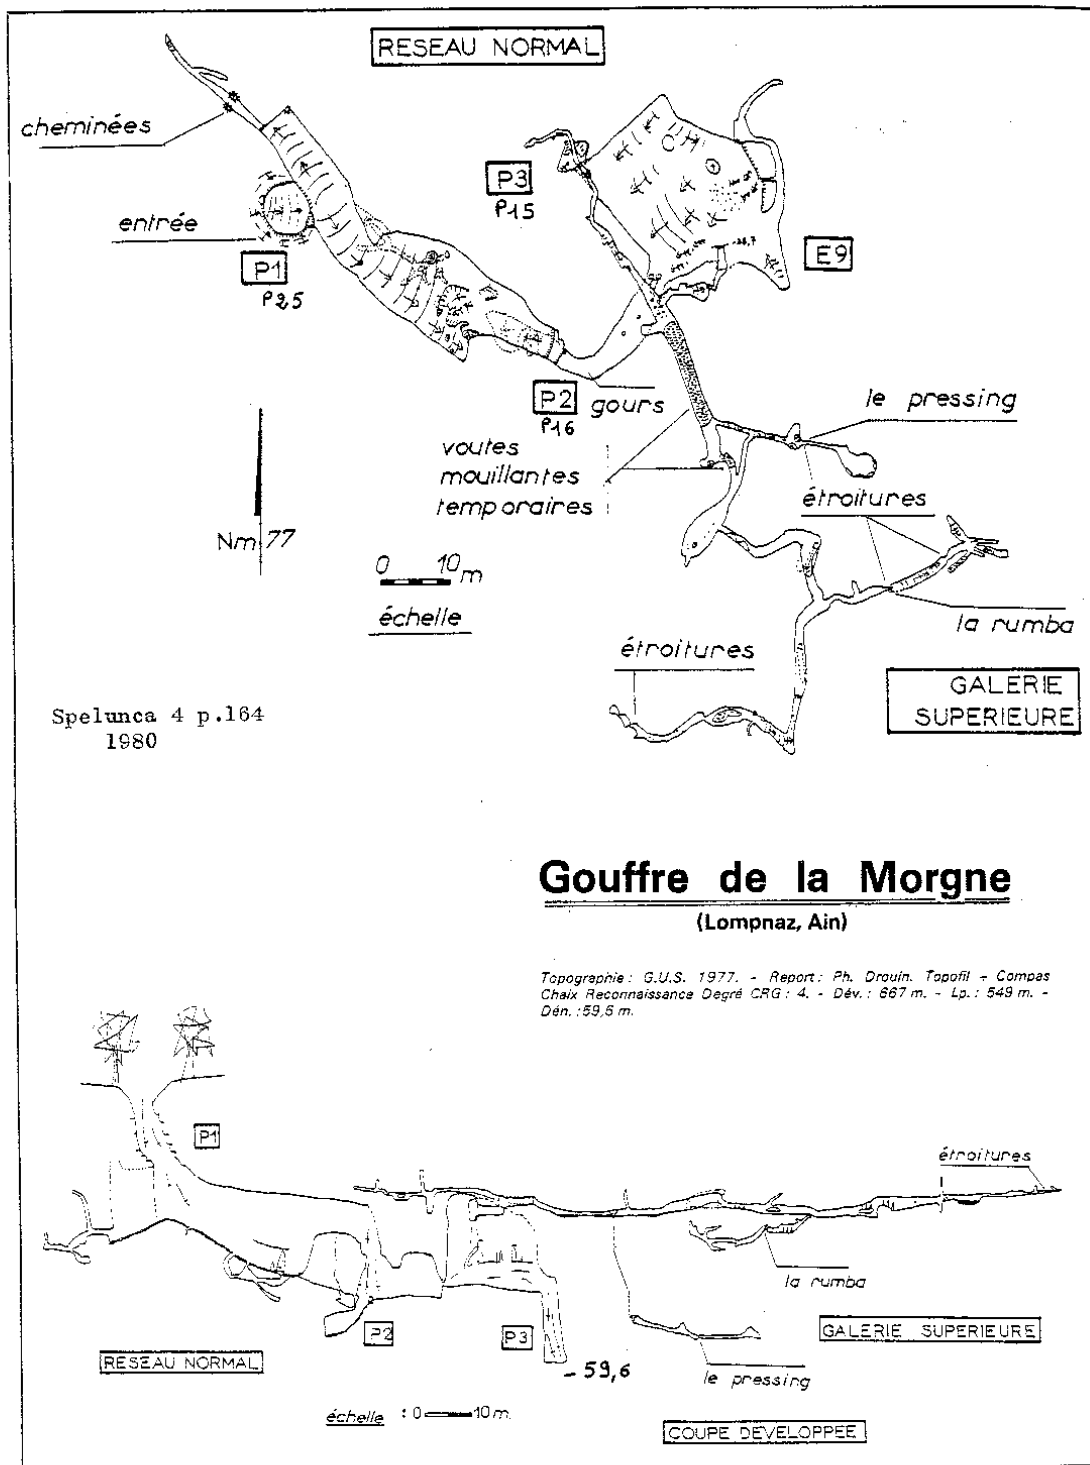 RESEAU NORMAL
cheminées
entrée
P1
P25
P3
P15
E9
P2
P16
gours
voutes
mouillantes
temporaires
le pressing
étroitures
la rumba
étroitures
Nm 77
0 10 m
échelle
GALERIE
SUPERIEURE
Spelunca 4 p.164
1980
Gouffre de la Morgne
(Lompnaz, Ain)
Topographie : G.U.S. 1977. - Report : Ph. Drouin. Topofil - Compas
Chaix Reconnaissance Degré CRG : 4. - Dév. : 667 m. - Lp. : 549 m. -
Dén. : 59,6 m.
P1
étroitures
la rumba
P2
P3
GALERIE SUPERIEURE
RESEAU NORMAL
- 59,6
le pressing
échelle : 0 10 m.
COUPE DEVELOPPEE